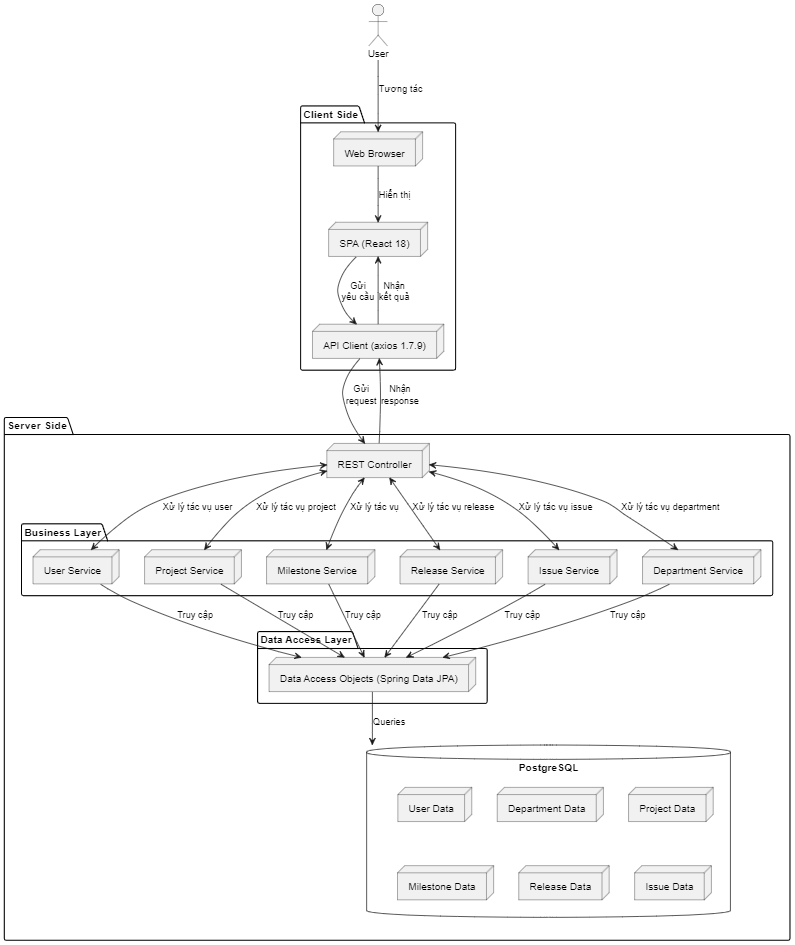 User
Tương tác
Client Side
Web Browser
Hiển thị
SPA (React 18)
Gửi
yêu cầu
Nhận
kết quả
API Client (axios 1.7.9)
Gửi
request
Nhận
response
Server Side
REST Controller
Xử lý tác vụ user
Xử lý tác vụ project
Xử lý tác vụ
Xử lý tác vụ release
Xử lý tác vụ issue
Xử lý tác vụ department
Business Layer
User Service
Project Service
Milestone Service
Release Service
Issue Service
Department Service
Truy cập
Truy cập
Truy cập
Truy cập
Truy cập
Truy cập
Data Access Layer
Data Access Objects (Spring Data JPA)
Queries
PostgreSQL
User Data
Department Data
Project Data
Milestone Data
Release Data
Issue Data